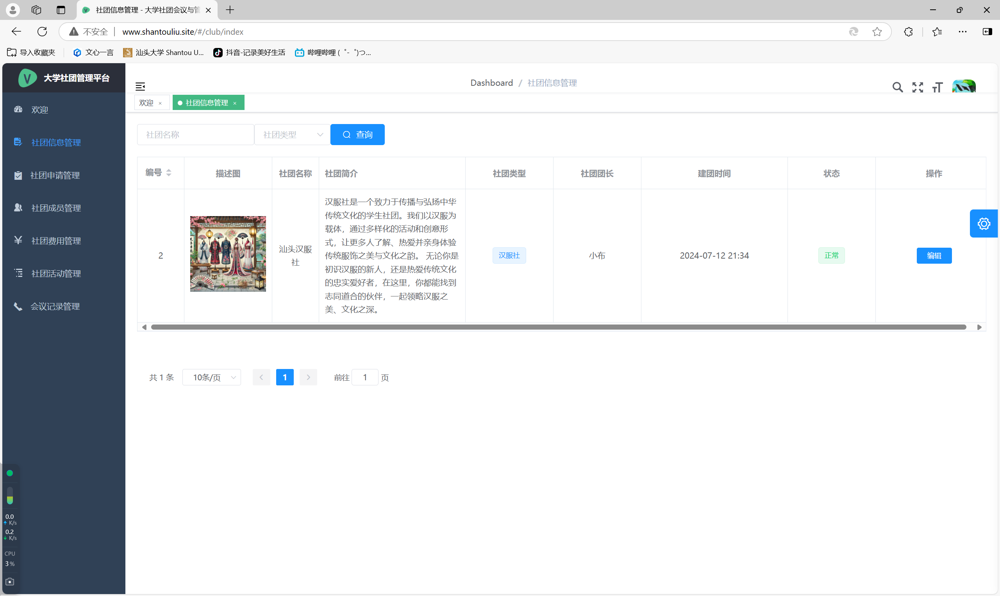 社团信息管理 - 大学社团会议与管
不安全
www.shantouliu.site/#/club/index
导入收藏夹
文心一言
汕头大学 Shantou U...
抖音-记录美好生活
哔哩哔哩 ( ゜- ゜)つ...
大学社团管理平台
欢迎
社团信息管理
社团申请管理
社团成员管理
社团费用管理
社团活动管理
会议记录管理
Dashboard / 社团信息管理
欢迎 ×
社团信息管理 ×
社团名称
社团类型
查询
编号
描述图
社团名称
社团简介
社团类型
社团团长
建团时间
状态
操作
2
汕头汉服
社
汉服社是一个致力于传播与弘扬中华
传统文化的学生社团。我们以汉服为
载体，通过多样化的活动和创意形
式，让更多人了解、热爱并亲身体验
传统服饰之美与文化之韵。 无论你是
初识汉服的新人，还是热爱传统文化
的忠实爱好者，在这里，你都能找到
志同道合的伙伴，一起领略汉服之
美、文化之深。
汉服社
小布
2024-07-12 21:34
正常
编辑
共 1 条
10条/页
1
前往 1 页
0.0
K/s
0.2
K/s
CPU
3 %